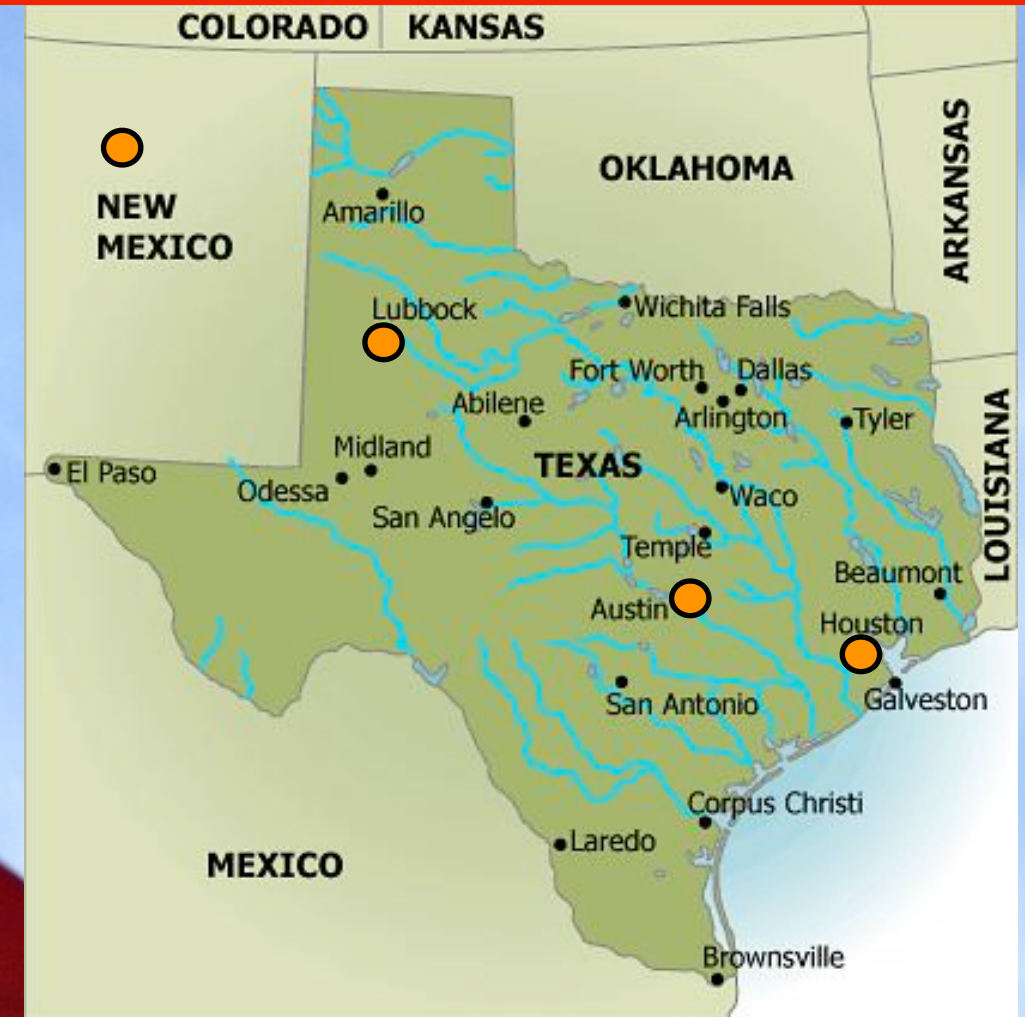 COLORADO KANSAS
ARKANSAS
OKLAHOMA
NEW
MEXICO
Amarillo
Lubbock
Wichita Falls
Fort Worth Dallas
Abilene
Arlington
Tyler
LOUISIANA
Midland
El Paso
TEXAS
Odessa
Waco
San Angelo
Temple
Beaumont
Austin
Houston
San Antonio
Galveston
Corpus Christi
Laredo
MEXICO
Brownsville